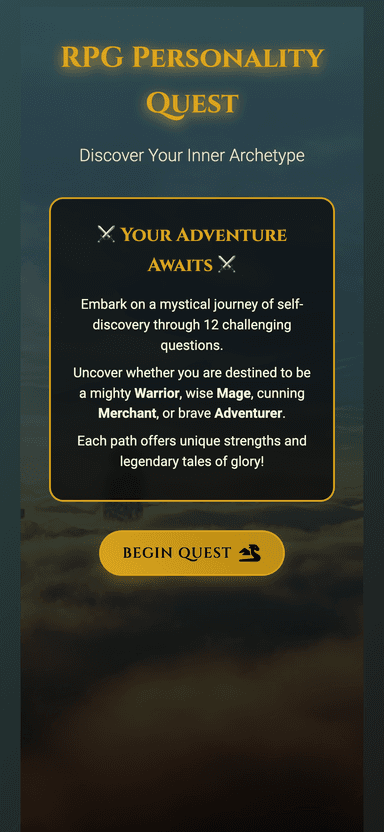 RPG Personality
Quest
Discover Your Inner Archetype
⚔️ Your Adventure
Awaits ⚔️
Embark on a mystical journey of self-
discovery through 12 challenging
questions.
Uncover whether you are destined to be
a mighty Warrior, wise Mage, cunning
Merchant, or brave Adventurer.
Each path offers unique strengths and
legendary tales of glory!
BEGIN QUEST 🐉